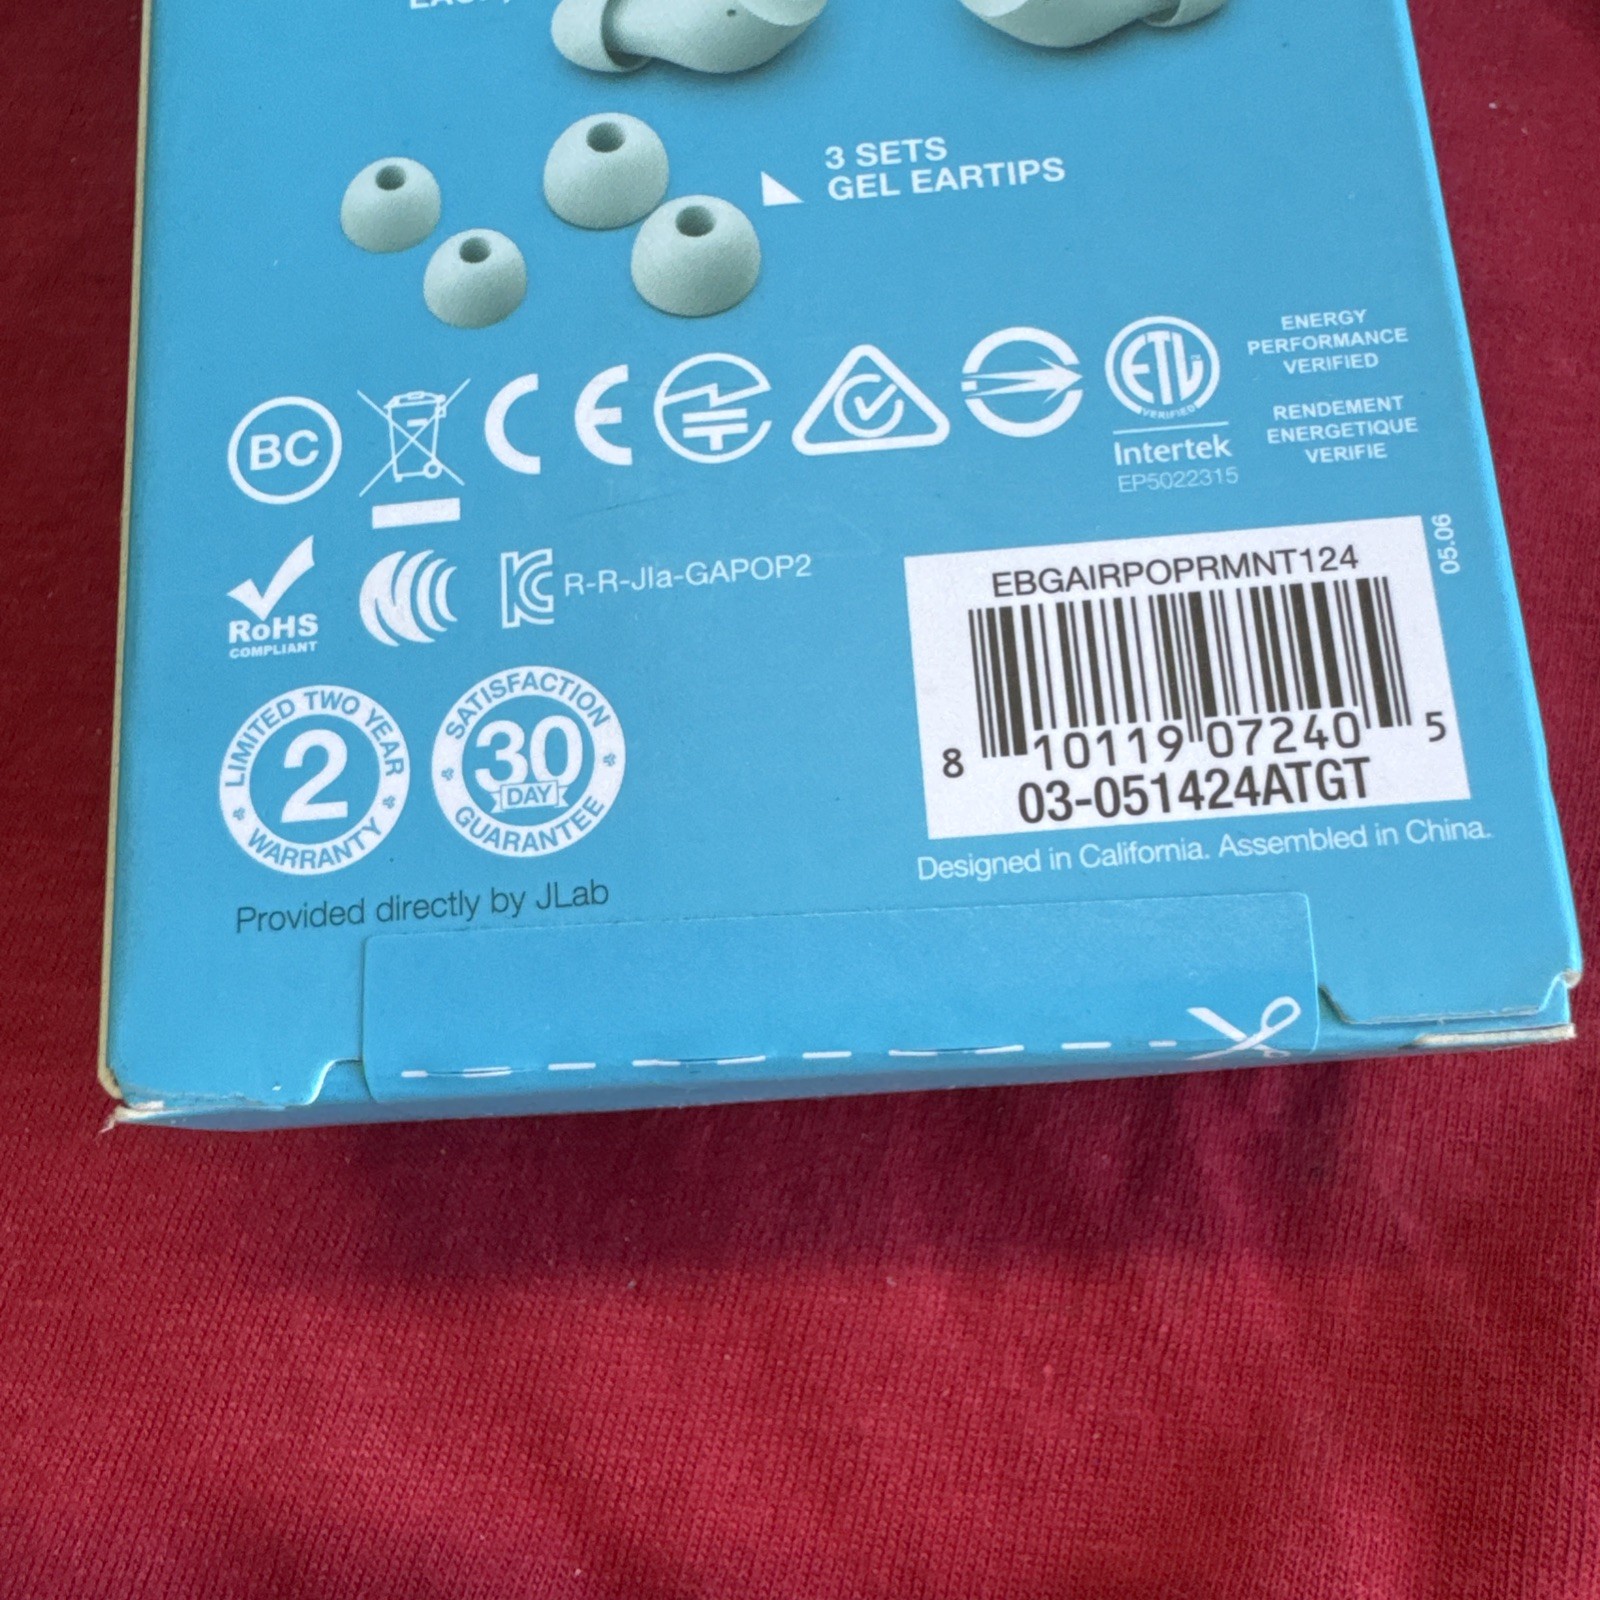 3 SETS
GEL EARTIPS
BC
CE
ETL
VERIFIED
Intertek
EP5022315
ENERGY
PERFORMANCE
VERIFIED
RENDEMENT
ENERGETIQUE
VERIFIE
RoHS
COMPLIANT
R-R-Jla-GAPOP2
05.06
EBGAIRPOPRMNT124
8 10119 07240 5
03-051424ATGT
LIMITED TWO YEAR
2
WARRANTY
SATISFACTION
30
DAY
GUARANTEE
Designed in California. Assembled in China.
Provided directly by JLab